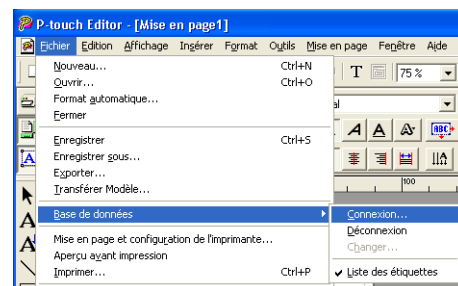 P-touch Editor - [Mise en page1]
Fichier Edition Affichage Insérer Format Outils Mise en page Fenêtre Aide
Nouveau... Ctrl+N
Ouvrir... Ctrl+O
T 75 %
Format automatique...
Fermer
al
Enregistrer Ctrl+S
A A A ABC
Enregistrer sous...
Exporter...
Transférer Modèle...
100
Base de données
Connexion...
Déconnexion
Changer...
Liste des étiquettes
Mise en page et configuration de l'imprimante...
Aperçu avant impression
Imprimer... Ctrl+P
A
A
A